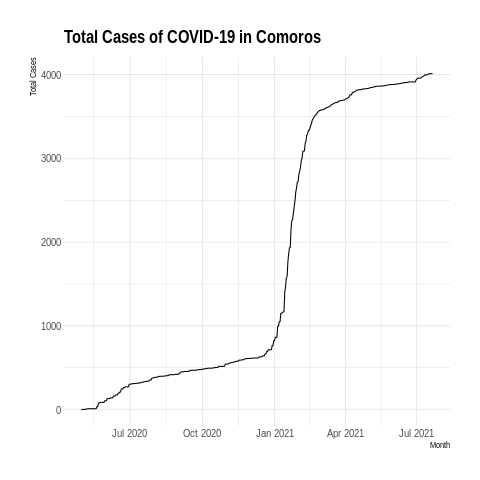 Total Cases of COVID-19 in Comoros
Total Cases
4000
3000
2000
1000
0
Jul 2020 Oct 2020 Jan 2021 Apr 2021 Jul 2021
Month